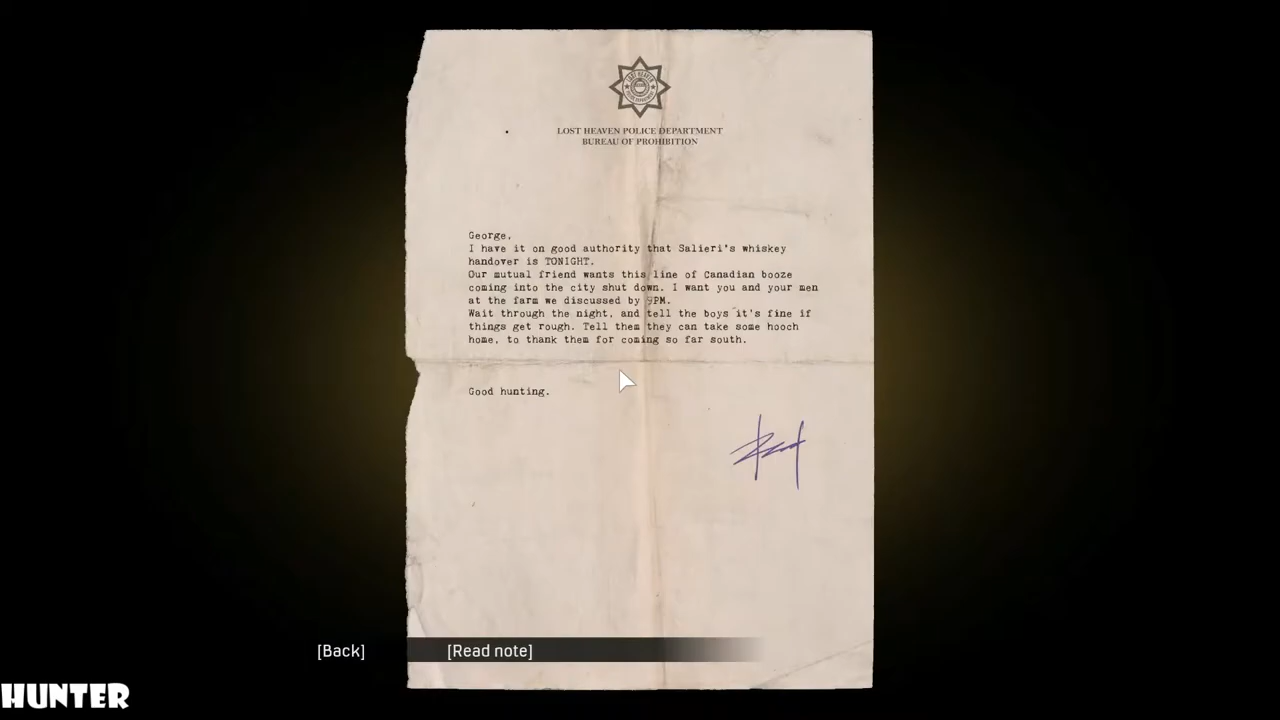 LOST HEAVEN
LOST HEAVEN POLICE DEPARTMENT
BUREAU OF PROHIBITION
George,
I have it on good authority that Salieri's whiskey
handover is TONIGHT.
Our mutual friend wants this line of Canadian booze
coming into the city shut down. I want you and your men
at the farm we discussed by 9PM.
Wait through the night, and tell the boys it's fine if
things get rough. Tell them they can take some hooch
home, to thank them for coming so far south.
Good hunting.
[Back] [Read note]
HUNTER